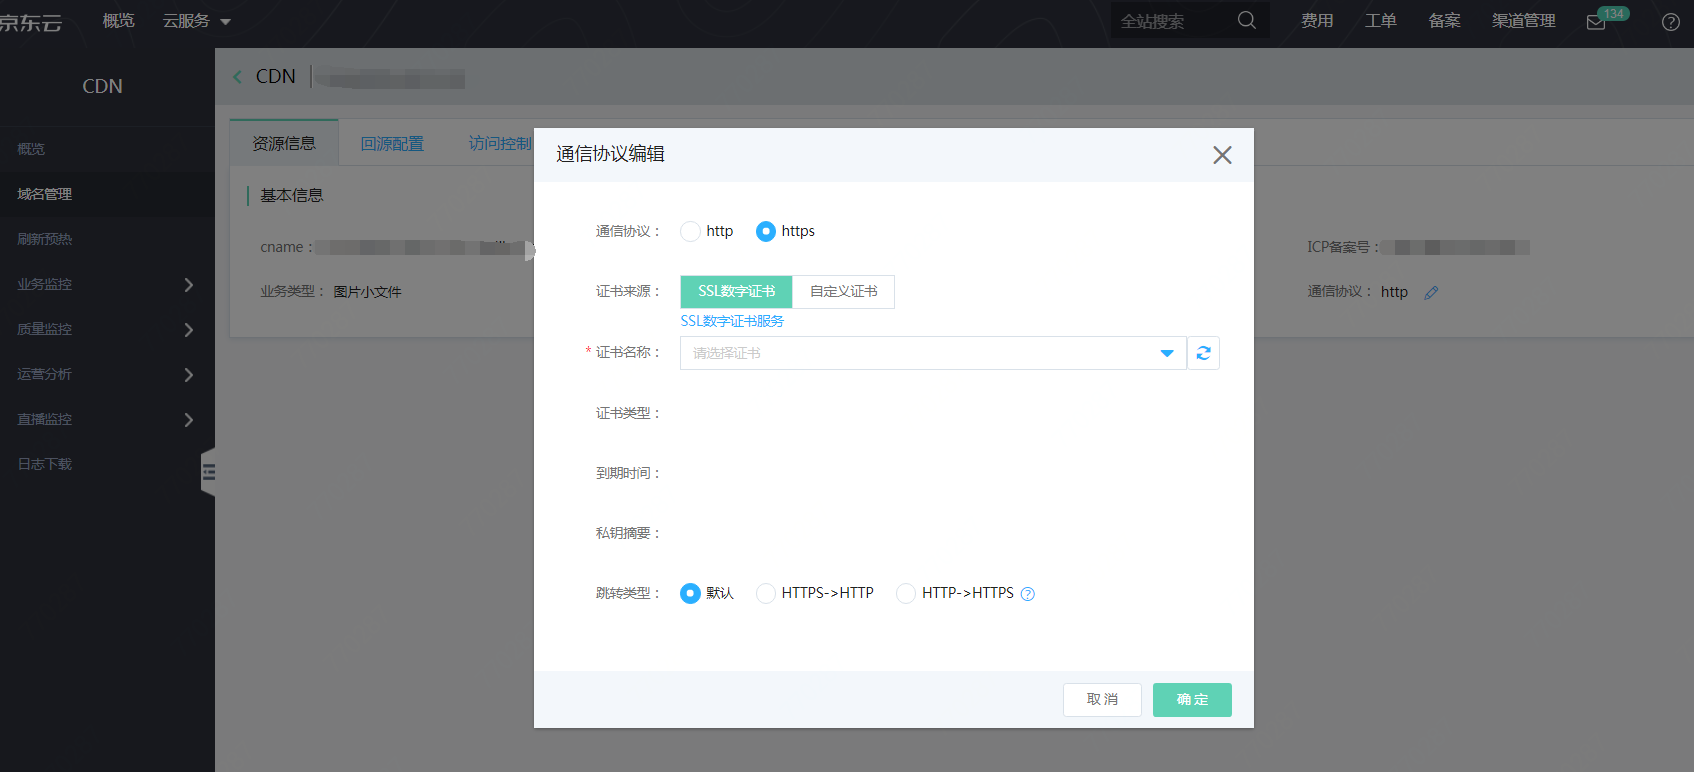 京东云 概览 云服务 全站搜索 费用 工单 备案 渠道管理 134
CDN
概览
域名管理
刷新预热
业务监控
质量监控
运营分析
直播监控
日志下载
CDN
资源信息 回源配置 访问控制
基本信息
cname : ICP备案号 :
业务类型： 图片小文件 通信协议： http
通信协议编辑
通信协议： http https
证书来源： SSL数字证书 自定义证书
SSL数字证书服务
* 证书名称： 请选择证书
证书类型：
到期时间：
私钥摘要：
跳转类型： 默认 HTTPS->HTTP HTTP->HTTPS
取消 确定